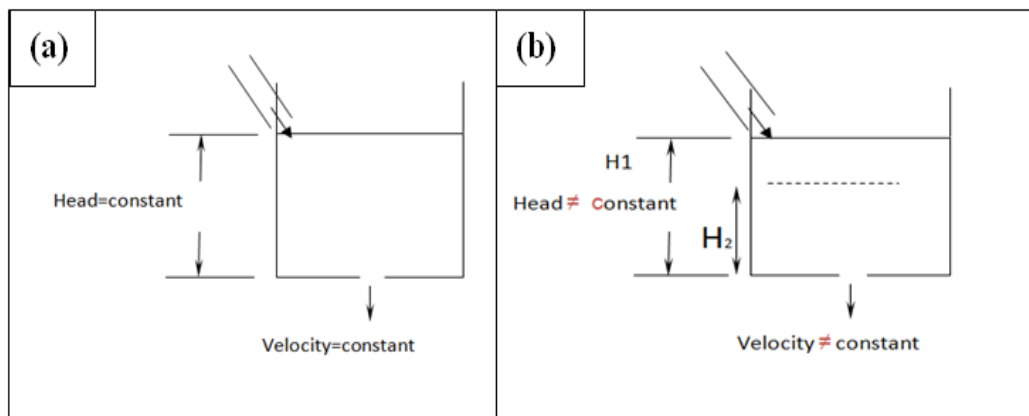 (a)
Head=constant
Velocity=constant
(b)
H1
Head ≠ constant
H₂
Velocity ≠ constant